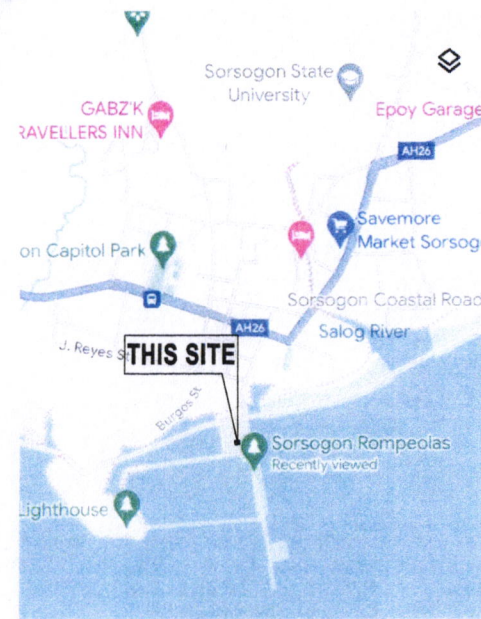 Sorsogon State
University
GABZ'K
RAVELLERS INN
Epoy Garage
AH26
Savemore
Market Sorsog
on Capitol Park
Sorsogon Coastal Road
AH26
Salog River
J. Reyes S
THIS SITE
Burgos St
Sorsogon Rompeolas
Recently viewed
Lighthouse